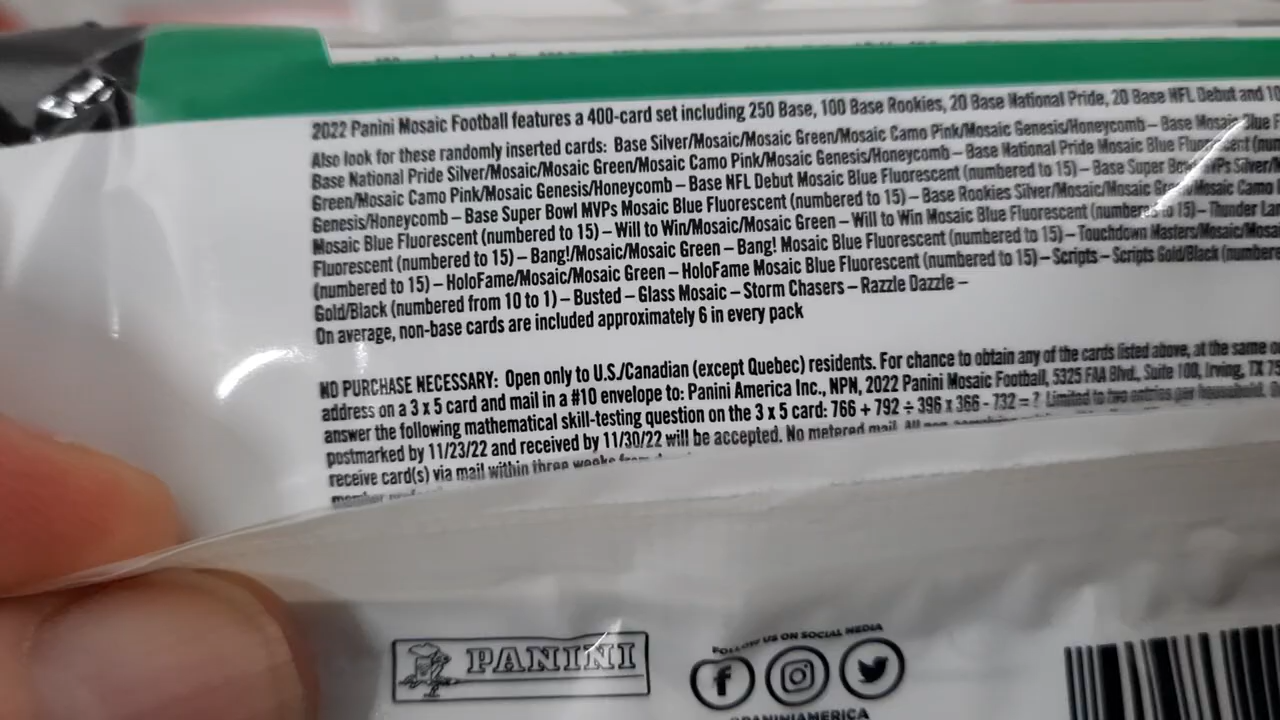 2022 Panini Mosaic Football features a 400-card set including 250 Base, 100 Base Rookies, 20 Base National Pride, 20 Base NFL Debut and 10
Also look for these randomly inserted cards: Base Silver/Mosaic/Mosaic Green/Mosaic Camo Pink/Mosaic Genesis/Honeycomb – Base Mosaic Blue F
Base National Pride Silver/Mosaic/Mosaic Green/Mosaic Camo Pink/Mosaic Genesis/Honeycomb – Base National Pride Mosaic Blue Fluorescent (num
Green/Mosaic Camo Pink/Mosaic Genesis/Honeycomb – Base NFL Debut Mosaic Blue Fluorescent (numbered to 15) – Base Super Bowl MVPs Silver/M
Genesis/Honeycomb – Base Super Bowl MVPs Mosaic Blue Fluorescent (numbered to 15) – Base Rookies Silver/Mosaic/Mosaic Green/Mosaic Camo
Mosaic Blue Fluorescent (numbered to 15) – Will to Win/Mosaic/Mosaic Green – Will to Win Mosaic Blue Fluorescent (numbered to 15) – Thunder La
Fluorescent (numbered to 15) – Bang!/Mosaic/Mosaic Green – Bang! Mosaic Blue Fluorescent (numbered to 15) – Touchdown Masters/Mosaic/Mosa
(numbered to 15) – HoloFame/Mosaic/Mosaic Green – HoloFame Mosaic Blue Fluorescent (numbered to 15) – Scripts – Scripts Gold/Black (numbere
Gold/Black (numbered from 10 to 1) – Busted – Glass Mosaic – Storm Chasers – Razzle Dazzle –
On average, non-base cards are included approximately 6 in every pack
NO PURCHASE NECESSARY: Open only to U.S./Canadian (except Quebec) residents. For chance to obtain any of the cards listed above, at the same o
address on a 3 x 5 card and mail in a #10 envelope to: Panini America Inc., NPN, 2022 Panini Mosaic Football, 5325 FAA Blvd., Suite 100, Irving, TX 75
answer the following mathematical skill-testing question on the 3 x 5 card: 766 + 792 ÷ 396 x 366 - 732 = ? Limited to two entries per household.
postmarked by 11/23/22 and received by 11/30/22 will be accepted. No metered mail. All non
receive card(s) via mail within three weeks from
PANINI
FOLLOW US ON SOCIAL MEDIA
@PANINIAMERICA